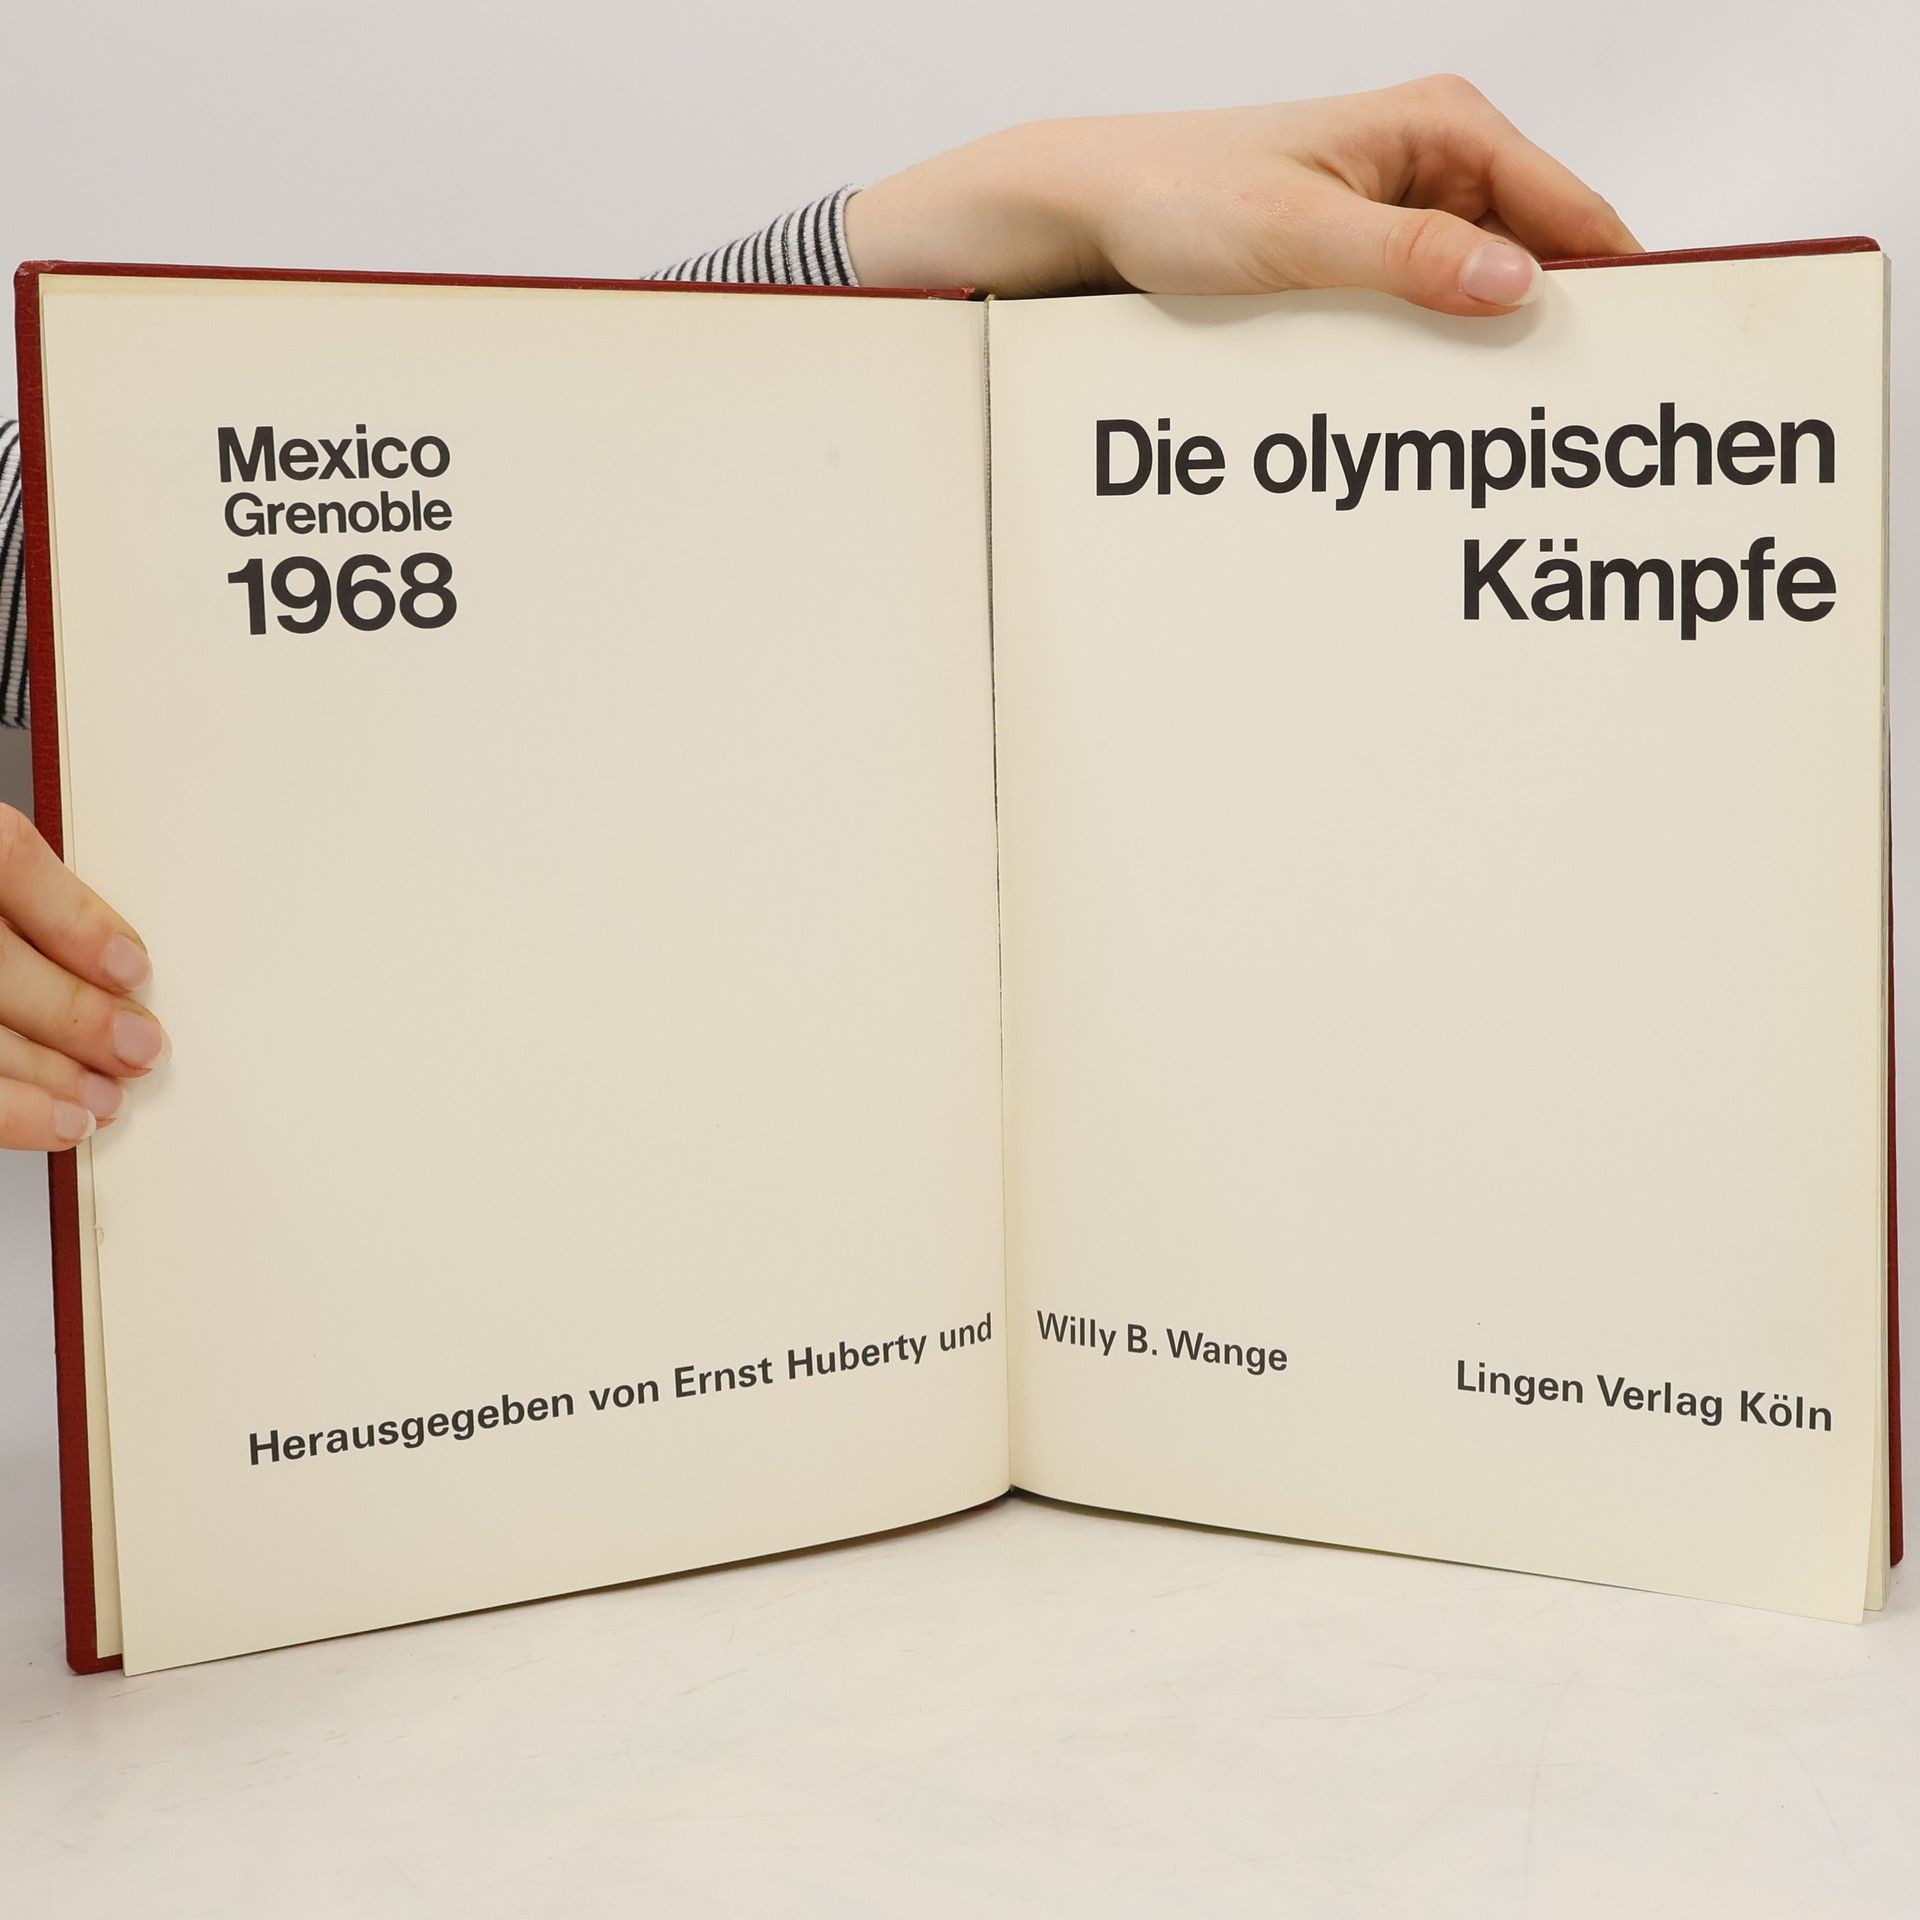 Mexico
Grenoble
1968
Die olympischen
Kämpfe
Herausgegeben von Ernst Huberty und Willy B. Wange
Lingen Verlag Köln